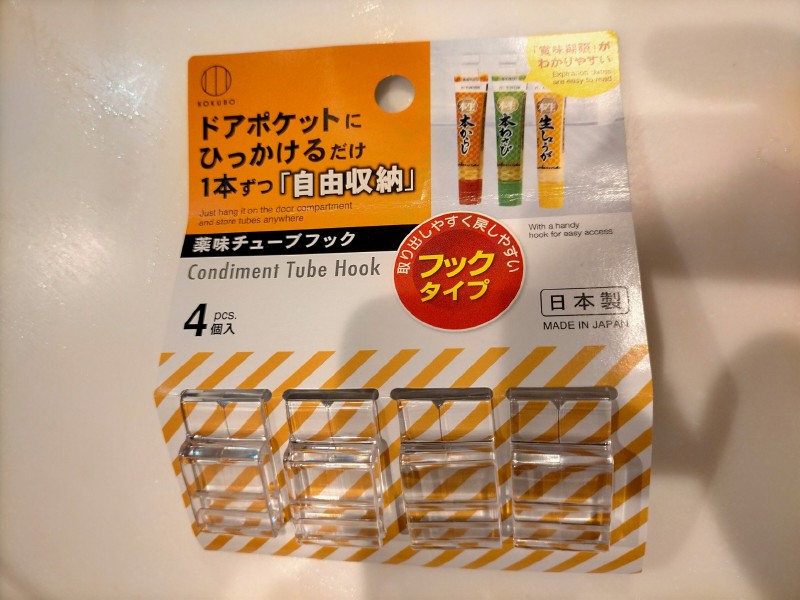 KOKUBO
ドアポケットに
ひっかけるだけ
1本ずつ「自由収納」
Just hang it on the door compartment
and store tubes anywhere
薬味チューブフック
Condiment Tube Hook
4 pcs.
個入
「賞味期限」が
わかりやすい
Expiration dates
are easy to read
本からし
本わさび
生しょうが
With a handy
hook for easy access
取り出しやすく戻しやすい
フック
タイプ
日本製
MADE IN JAPAN